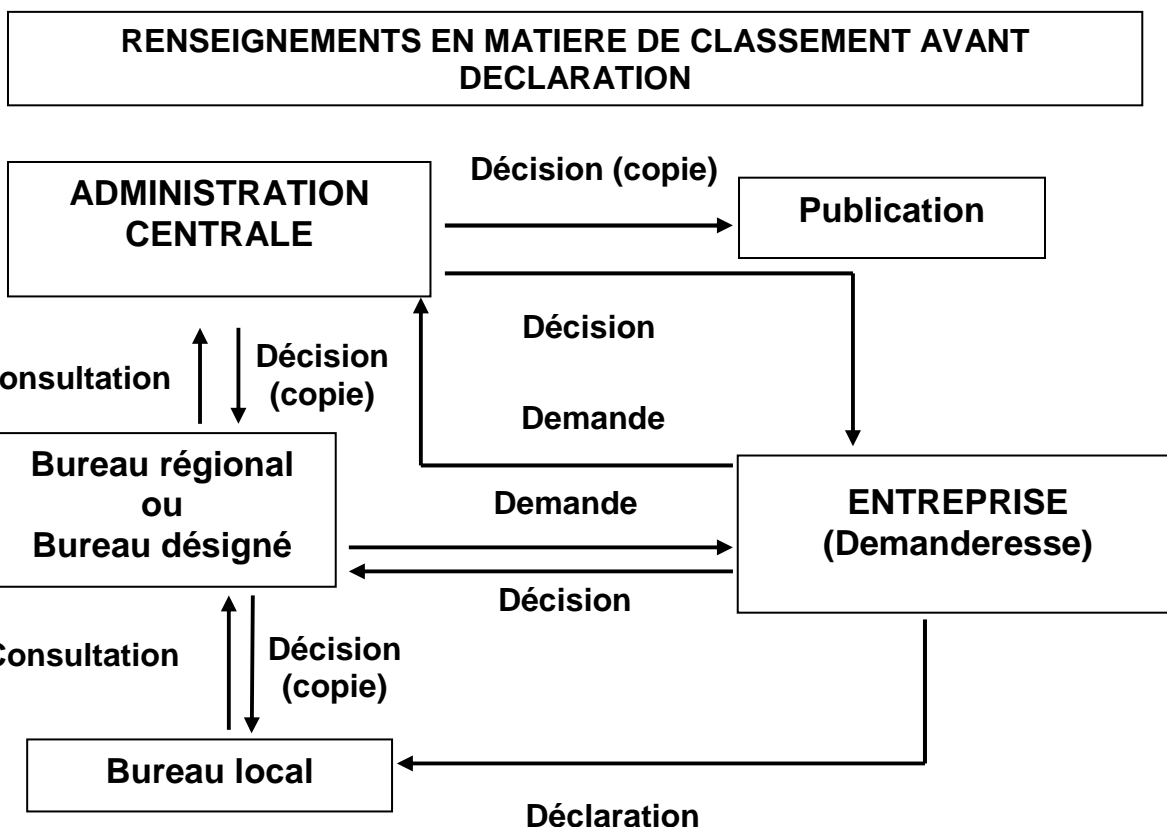 RENSEIGNEMENTS EN MATIERE DE CLASSEMENT AVANT
DECLARATION
ADMINISTRATION
CENTRALE
Décision (copie)
Publication
Décision
Demande
onsultation
Décision
(copie)
Bureau régional
ou
Bureau désigné
Demande
Décision
ENTREPRISE
(Demanderesse)
Consultation
Décision
(copie)
Bureau local
Déclaration